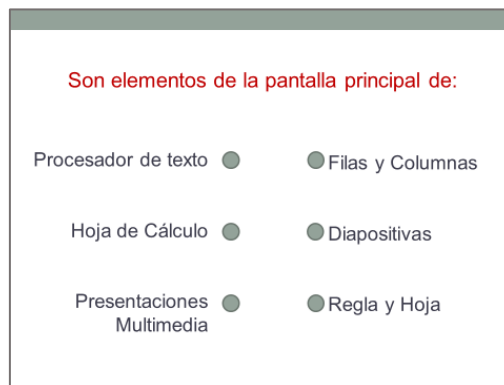 Son elementos de la pantalla principal de:
Procesador de texto
Filas y Columnas
Hoja de Cálculo
Diapositivas
Presentaciones
Multimedia
Regla y Hoja